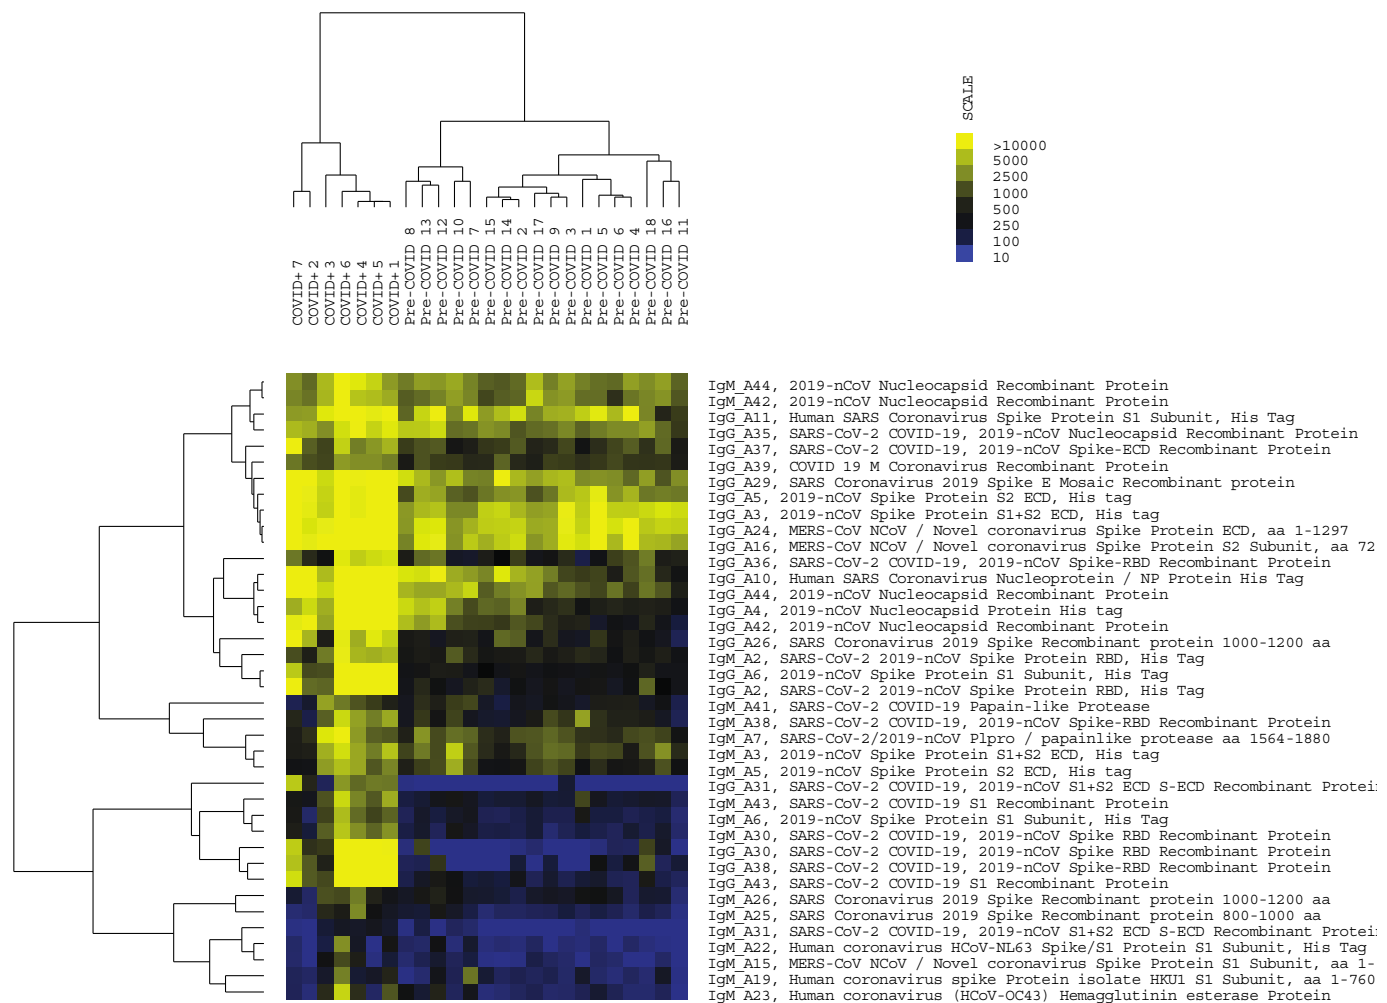 SCALE
>10000
5000
2500
1000
500
250
100
10
COVID+ 7
COVID+ 2
COVID+ 3
COVID+ 6
COVID+ 4
COVID+ 5
COVID+ 1
Pre-COVID 8
Pre-COVID 13
Pre-COVID 12
Pre-COVID 10
Pre-COVID 7
Pre-COVID 15
Pre-COVID 14
Pre-COVID 2
Pre-COVID 17
Pre-COVID 9
Pre-COVID 3
Pre-COVID 1
Pre-COVID 5
Pre-COVID 6
Pre-COVID 4
Pre-COVID 18
Pre-COVID 16
Pre-COVID 11
IgM_A44, 2019-nCoV Nucleocapsid Recombinant Protein
IgM_A42, 2019-nCoV Nucleocapsid Recombinant Protein
IgG_A11, Human SARS Coronavirus Spike Protein S1 Subunit, His Tag
IgG_A35, SARS-CoV-2 COVID-19, 2019-nCoV Nucleocapsid Recombinant Protein
IgG_A37, SARS-CoV-2 COVID-19, 2019-nCoV Spike-ECD Recombinant Protein
IgG_A39, COVID 19 M Coronavirus Recombinant Protein
IgG_A29, SARS Coronavirus 2019 Spike E Mosaic Recombinant protein
IgG_A5, 2019-nCoV Spike Protein S2 ECD, His tag
IgG_A3, 2019-nCoV Spike Protein S1+S2 ECD, His tag
IgG_A24, MERS-CoV NCoV / Novel coronavirus Spike Protein ECD, aa 1-1297
IgG_A16, MERS-CoV NCoV / Novel coronavirus Spike Protein S2 Subunit, aa 72
IgG_A36, SARS-CoV-2 COVID-19, 2019-nCoV Spike-RBD Recombinant Protein
IgG_A10, Human SARS Coronavirus Nucleoprotein / NP Protein His Tag
IgG_A44, 2019-nCoV Nucleocapsid Recombinant Protein
IgG_A4, 2019-nCoV Nucleocapsid Protein His tag
IgG_A42, 2019-nCoV Nucleocapsid Recombinant Protein
IgG_A26, SARS Coronavirus 2019 Spike Recombinant protein 1000-1200 aa
IgM_A2, SARS-CoV-2 2019-nCoV Spike Protein RBD, His Tag
IgG_A6, 2019-nCoV Spike Protein S1 Subunit, His Tag
IgG_A2, SARS-CoV-2 2019-nCoV Spike Protein RBD, His Tag
IgM_A41, SARS-CoV-2 COVID-19 Papain-like Protease
IgM_A38, SARS-CoV-2 COVID-19, 2019-nCoV Spike-RBD Recombinant Protein
IgM_A7, SARS-CoV-2/2019-nCoV Plpro / papainlike protease aa 1564-1880
IgM_A3, 2019-nCoV Spike Protein S1+S2 ECD, His tag
IgM_A5, 2019-nCoV Spike Protein S2 ECD, His tag
IgG_A31, SARS-CoV-2 COVID-19, 2019-nCoV S1+S2 ECD S-ECD Recombinant Protein
IgM_A43, SARS-CoV-2 COVID-19 S1 Recombinant Protein
IgM_A6, 2019-nCoV Spike Protein S1 Subunit, His Tag
IgM_A30, SARS-CoV-2 COVID-19, 2019-nCoV Spike RBD Recombinant Protein
IgG_A30, SARS-CoV-2 COVID-19, 2019-nCoV Spike RBD Recombinant Protein
IgG_A38, SARS-CoV-2 COVID-19, 2019-nCoV Spike-RBD Recombinant Protein
IgG_A43, SARS-CoV-2 COVID-19 S1 Recombinant Protein
IgM_A26, SARS Coronavirus 2019 Spike Recombinant protein 1000-1200 aa
IgM_A25, SARS Coronavirus 2019 Spike Recombinant protein 800-1000 aa
IgM_A31, SARS-CoV-2 COVID-19, 2019-nCoV S1+S2 ECD S-ECD Recombinant Protein
IgM_A22, Human coronavirus HCoV-NL63 Spike/S1 Protein S1 Subunit, His Tag
IgM_A15, MERS-CoV NCoV / Novel coronavirus Spike Protein S1 Subunit, aa 1-
IgM_A19, Human coronavirus spike Protein isolate HKU1 S1 Subunit, aa 1-760
IgM_A23, Human coronavirus (HCoV-OC43) Hemagglutinin esterase Protein